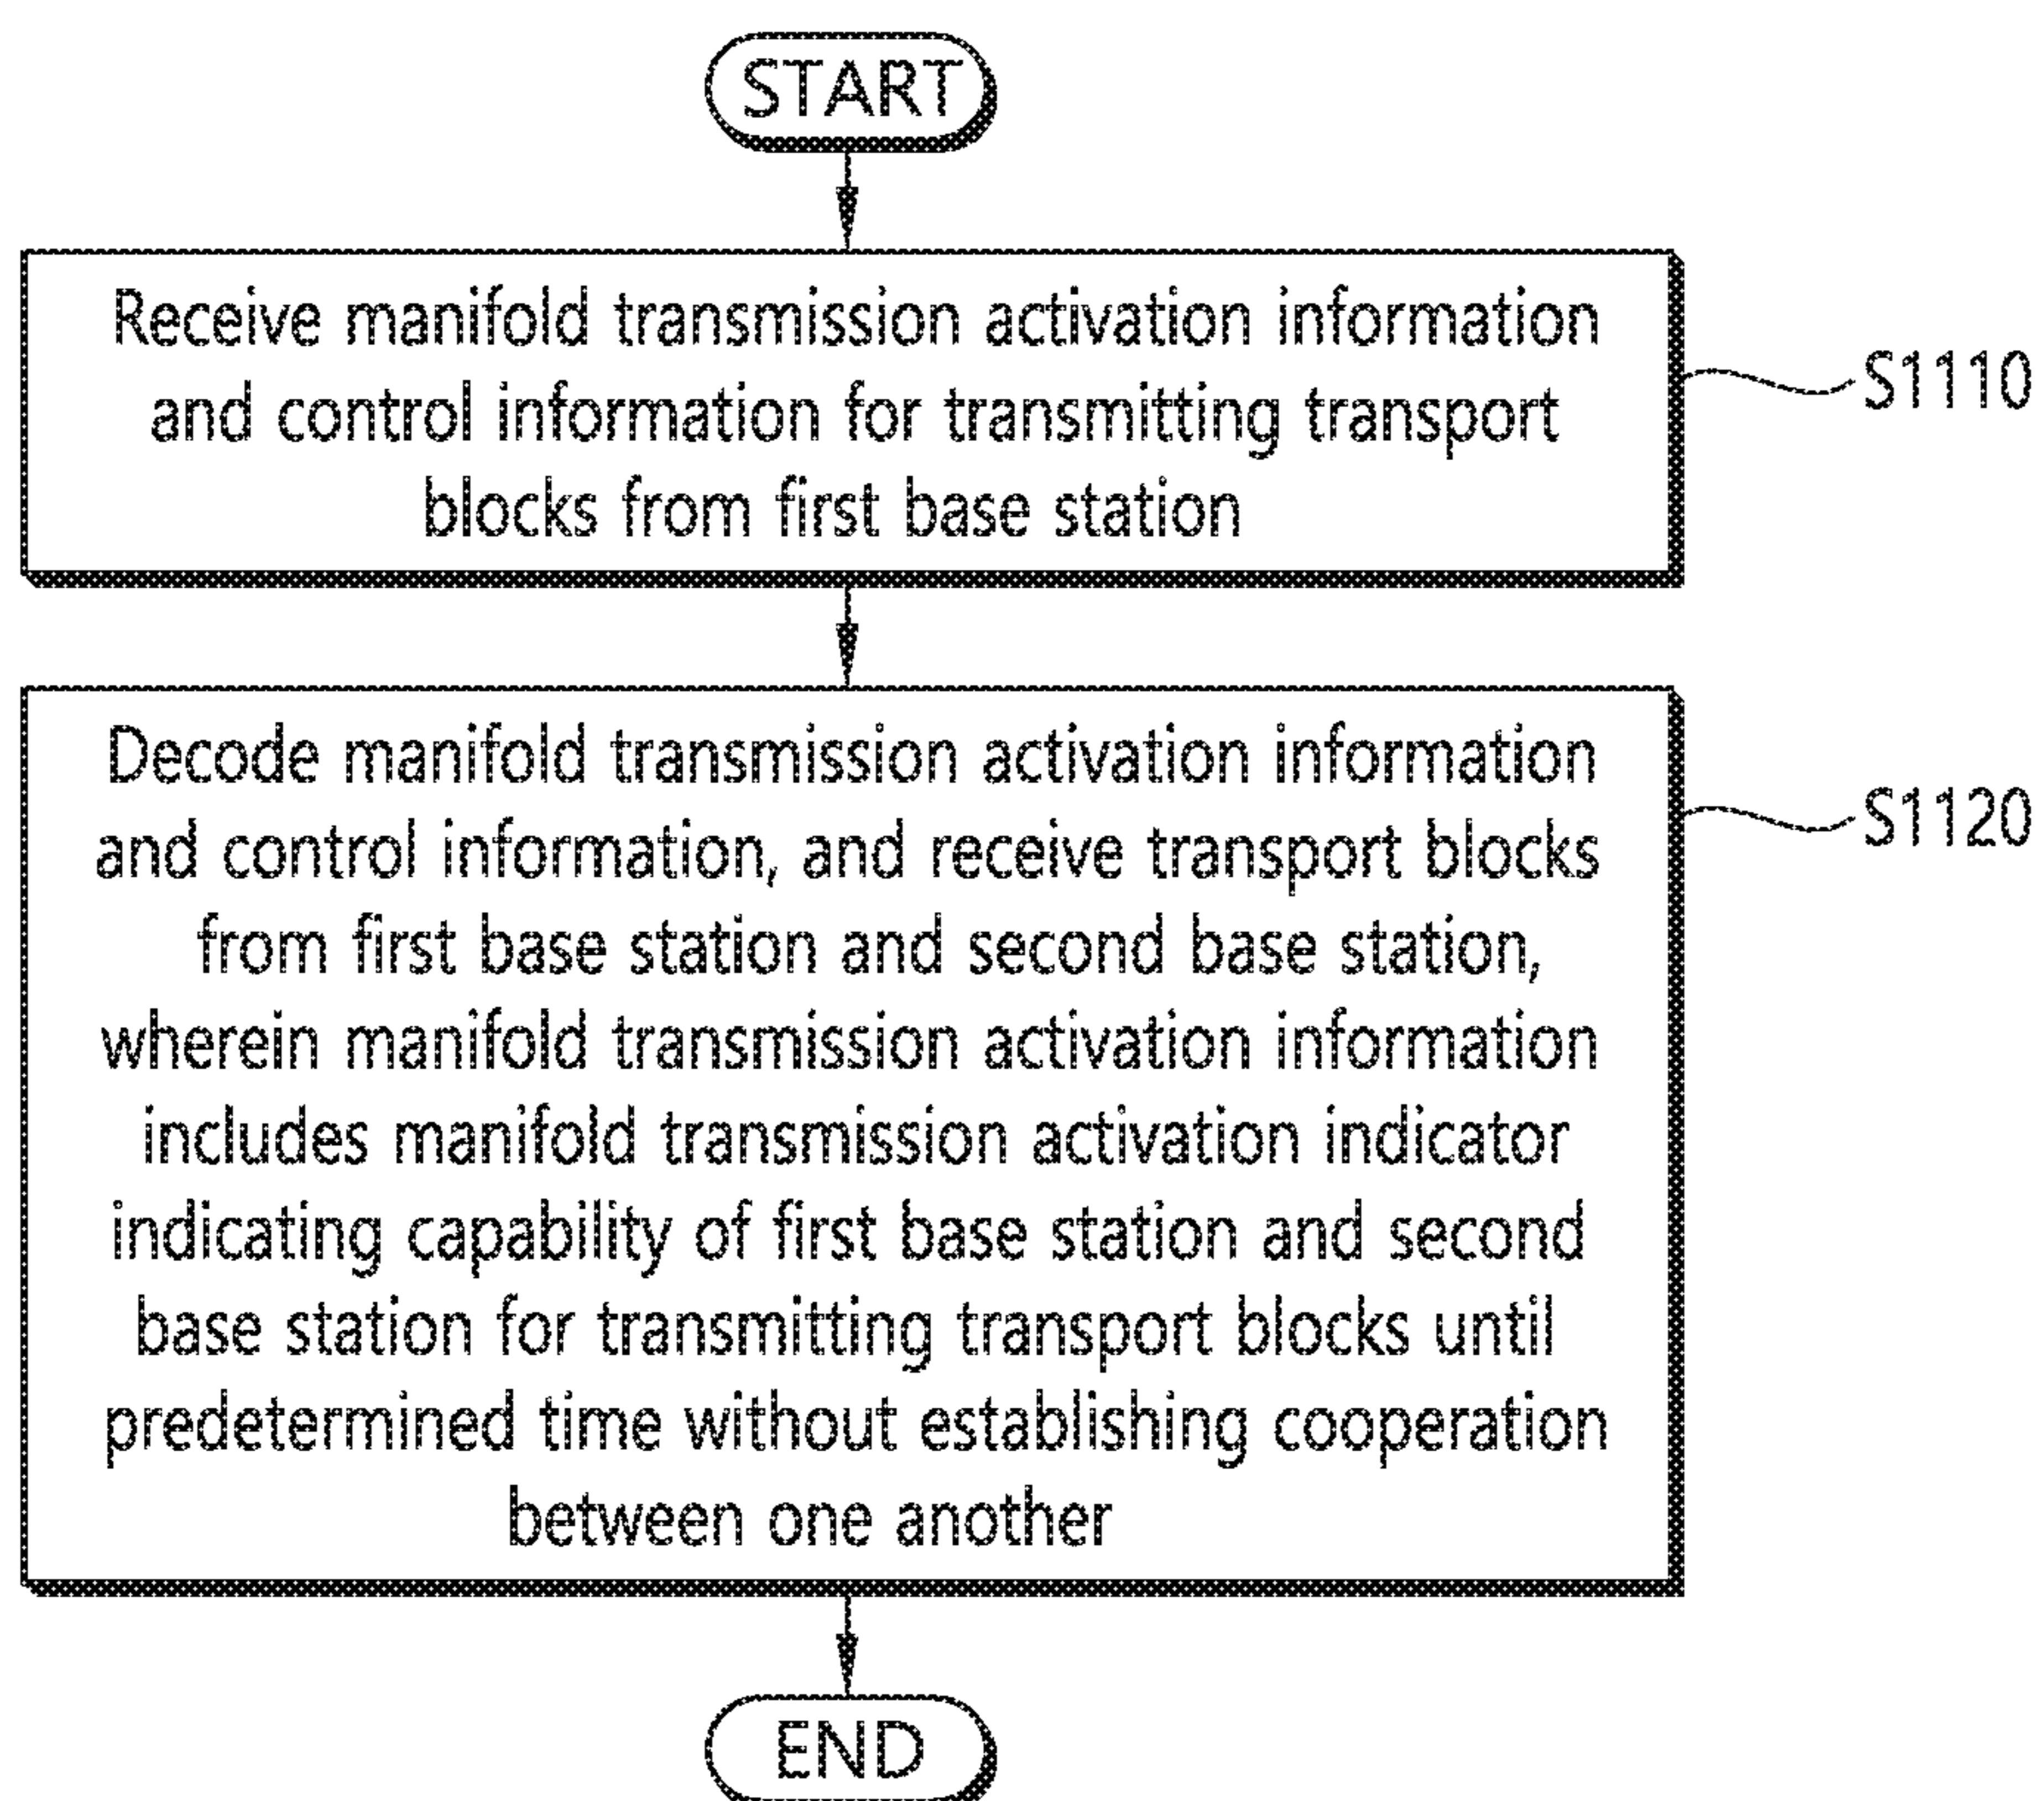 START
Receive manifold transmission activation information
and control information for transmitting transport
blocks from first base station
S1110
Decode manifold transmission activation information
and control information, and receive transport blocks
from first base station and second base station,
wherein manifold transmission activation information
includes manifold transmission activation indicator
indicating capability of first base station and second
base station for transmitting transport blocks until
predetermined time without establishing cooperation
between one another
S1120
END